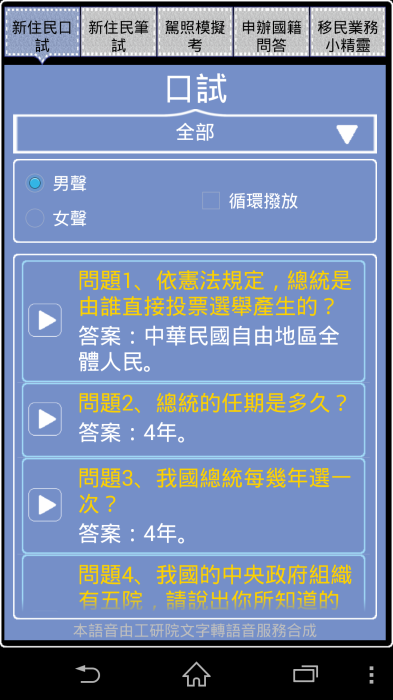 新住民口試
新住民筆試
駕照模擬考
申辦國籍問答
移民業務小精靈
口試
全部
男聲
女聲
循環撥放
問題1、依憲法規定，總統是
由誰直接投票選舉產生的？
答案：中華民國自由地區全
體人民。
問題2、總統的任期是多久？
答案：4年。
問題3、我國總統每幾年選一
次？
答案：4年。
問題4、我國的中央政府組織
有五院，請說出你所知道的
本語音由工研院文字轉語音服務合成